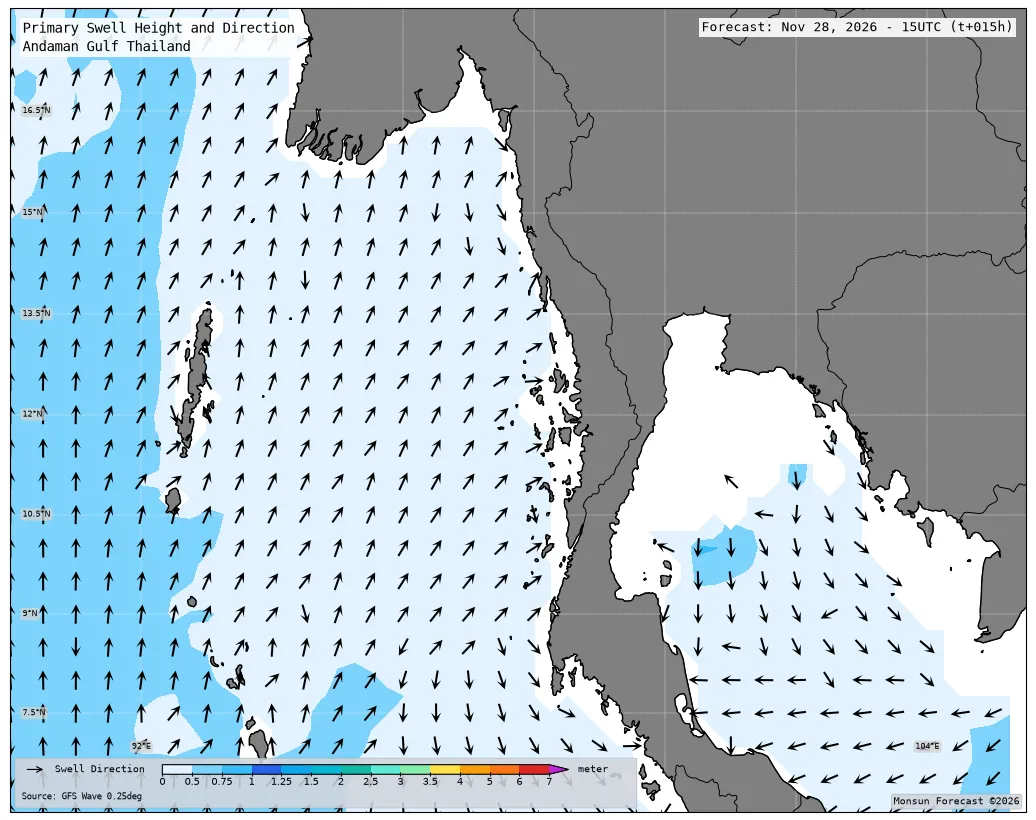 Primary Swell Height and Direction
Andaman Gulf Thailand
Forecast: Nov 28, 2026 - 15UTC (t+015h)
16.5°N
15°N
13.5°N
12°N
10.5°N
9°N
7.5°N
92°E
104°E
Swell Direction
0 0.5 0.75 1 1.25 1.5 2 2.5 3 3.5 4 5 6 7
meter
Source: GFS Wave 0.25deg
Monsun Forecast ©2026